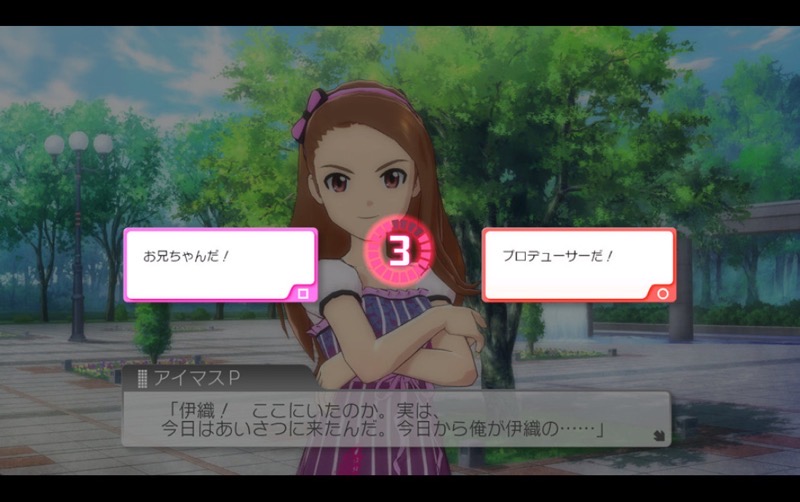 お兄ちゃんだ！
3
プロデューサーだ！
アイマスP
「伊織！　ここにいたのか。実は、
今日はあいさつに来たんだ。今日から俺が伊織の……」